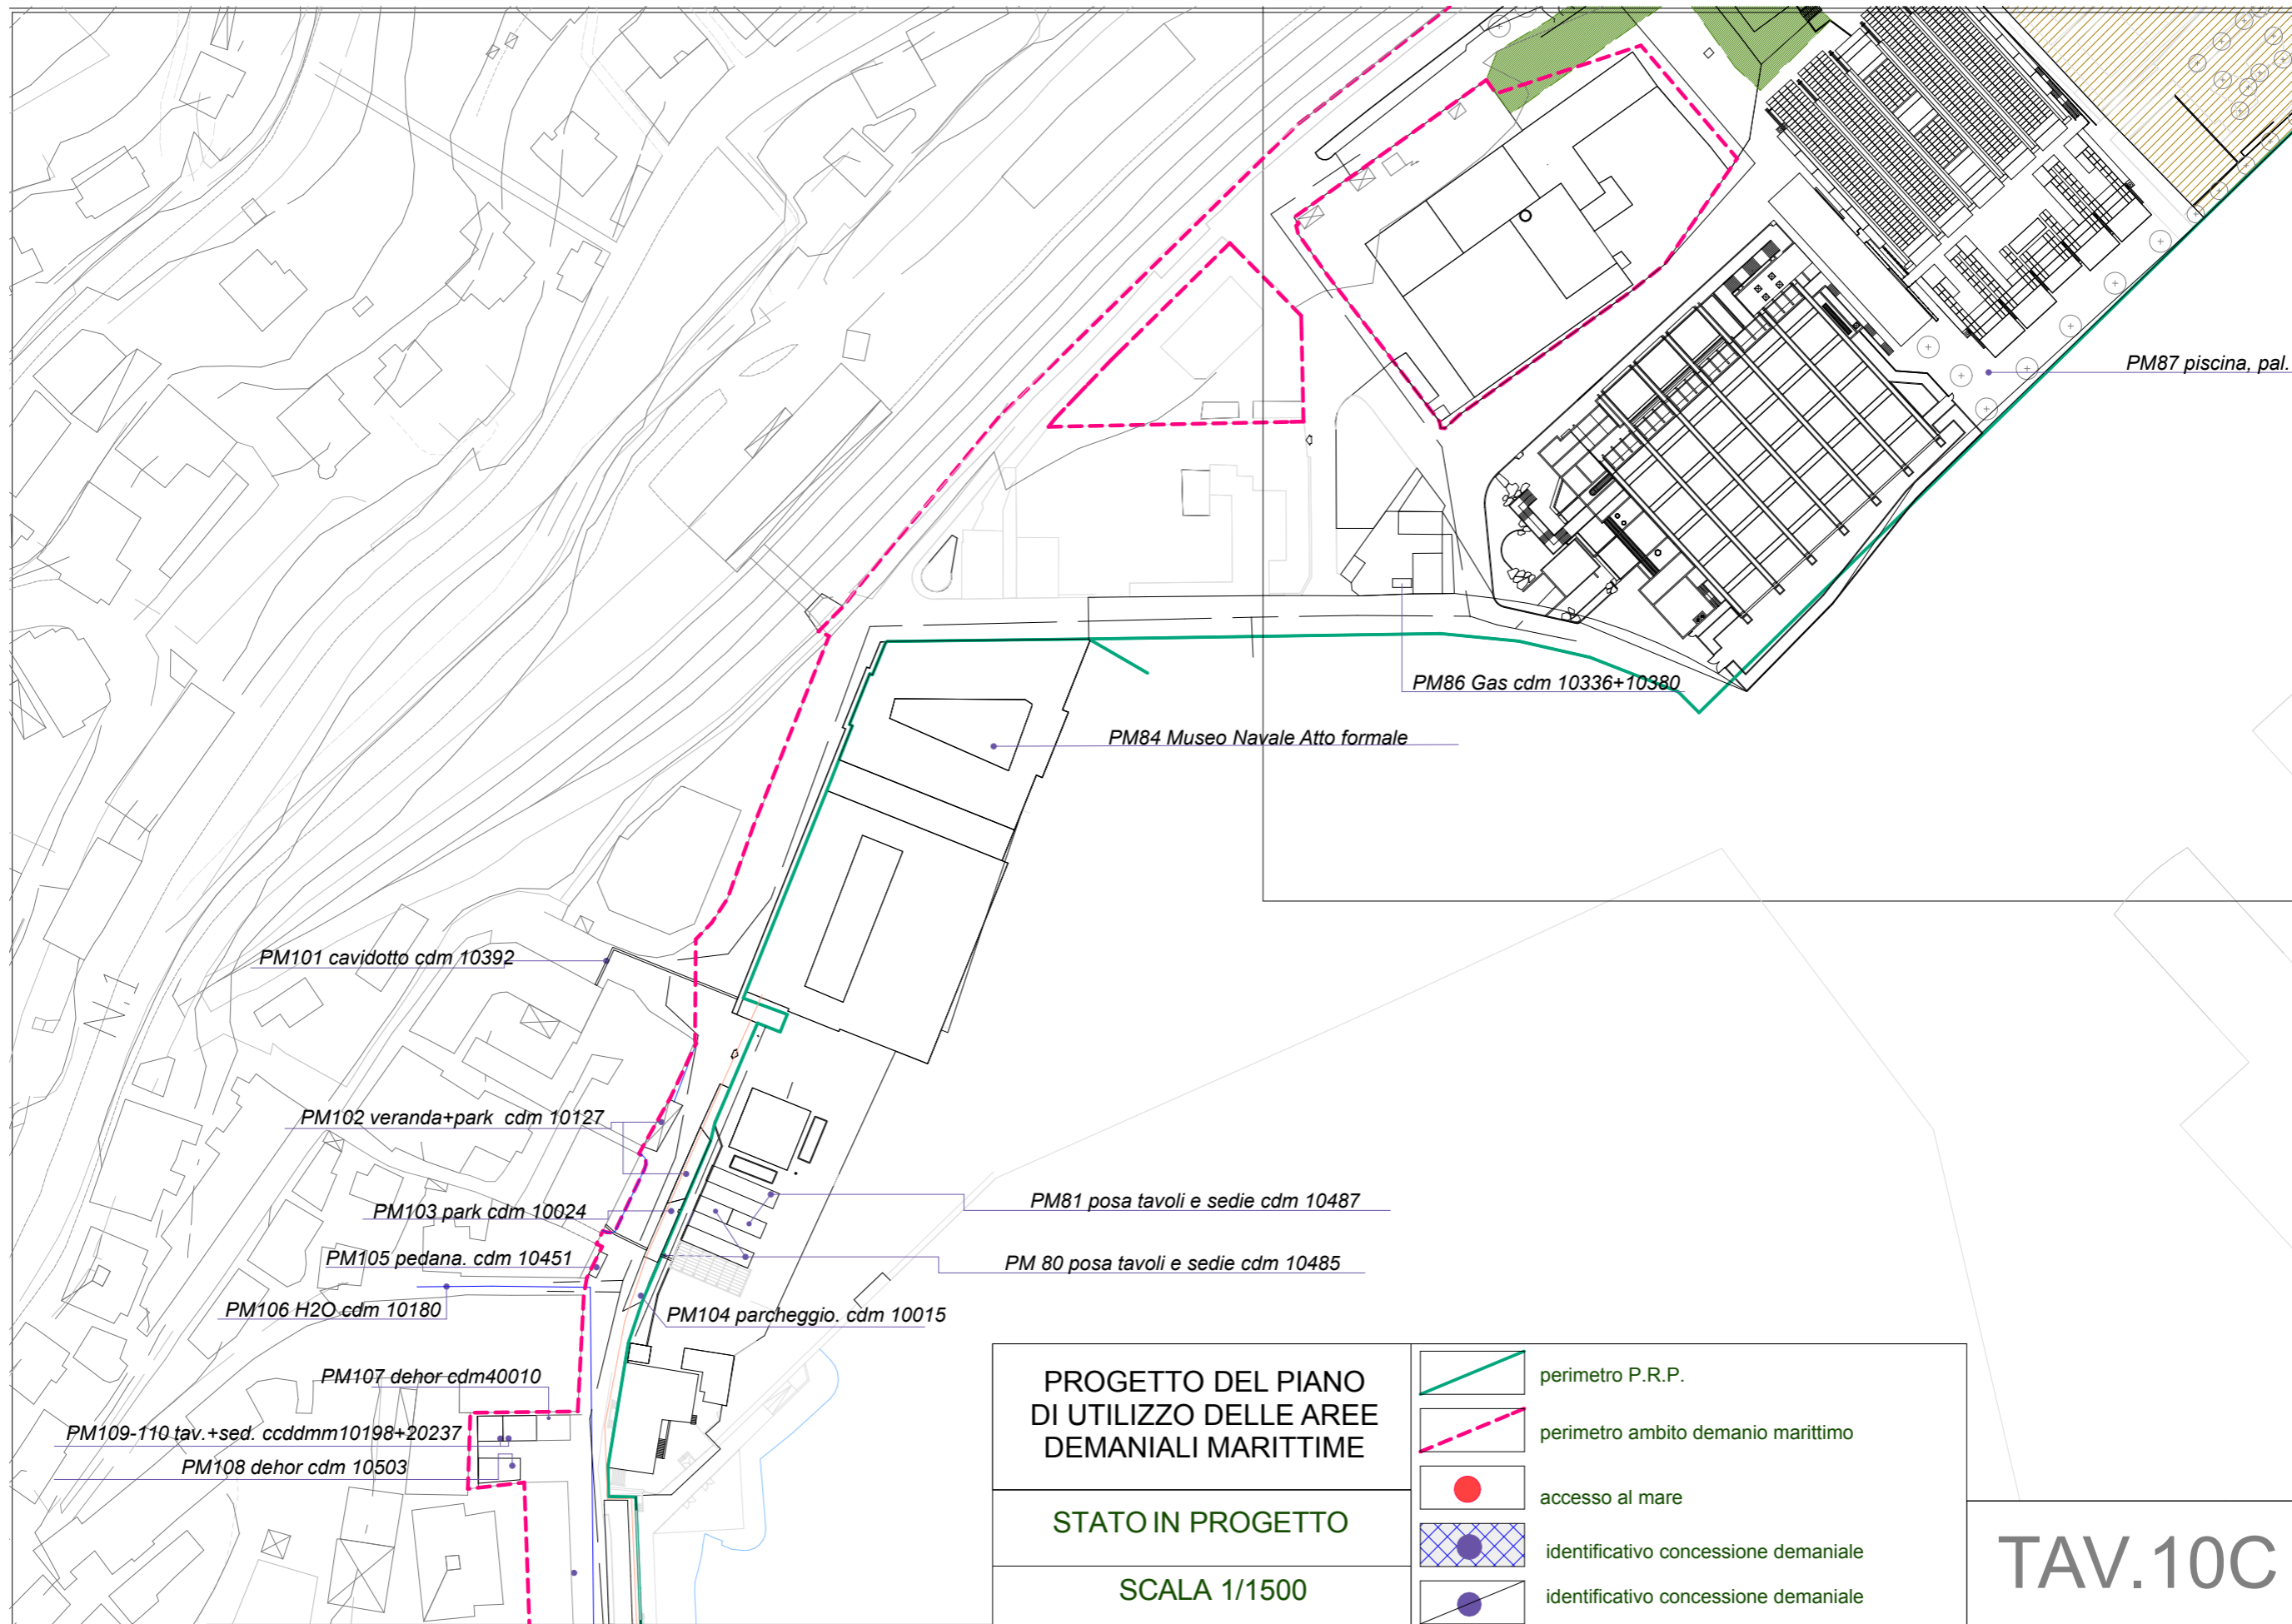 PM87 piscina, pal.
PM86 Gas cdm 10336+10380
PM84 Museo Navale Atto formale
PM101 cavidotto cdm 10392
PM102 veranda+park cdm 10127
PM103 park cdm 10024
PM81 posa tavoli e sedie cdm 10487
PM105 pedana. cdm 10451
PM 80 posa tavoli e sedie cdm 10485
PM106 H2O cdm 10180
PM104 parcheggio. cdm 10015
PM107 dehor cdm40010
PM109-110 tav.+sed. ccddmm10198+20237
PM108 dehor cdm 10503
PROGETTO DEL PIANO
DI UTILIZZO DELLE AREE
DEMANIALI MARITTIME
STATO IN PROGETTO
SCALA 1/1500
perimetro P.R.P.
perimetro ambito demanio marittimo
accesso al mare
identificativo concessione demaniale
identificativo concessione demaniale
TAV.10C